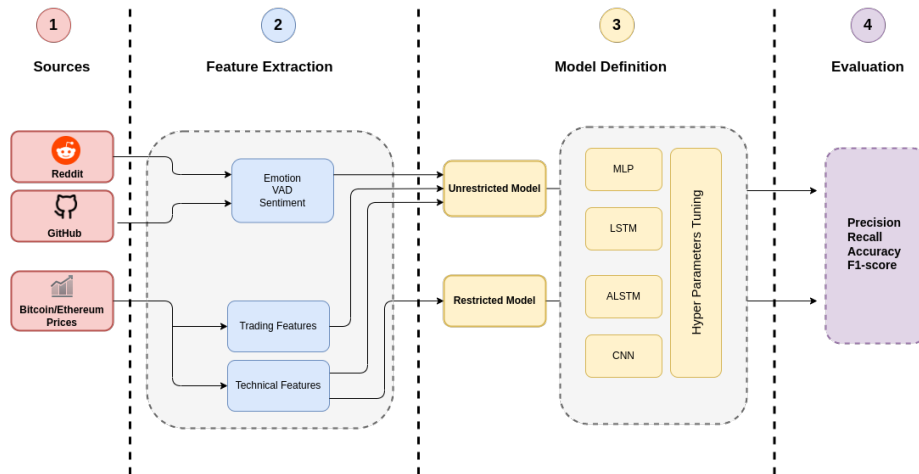 1
Sources
2
Feature Extraction
3
Model Definition
4
Evaluation
Reddit
GitHub
Bitcoin/Ethereum
Prices
Emotion
VAD
Sentiment
Trading Features
Technical Features
Unrestricted Model
Restricted Model
MLP
LSTM
ALSTM
CNN
Hyper Parameters Tuning
Precision
Recall
Accuracy
F1-score